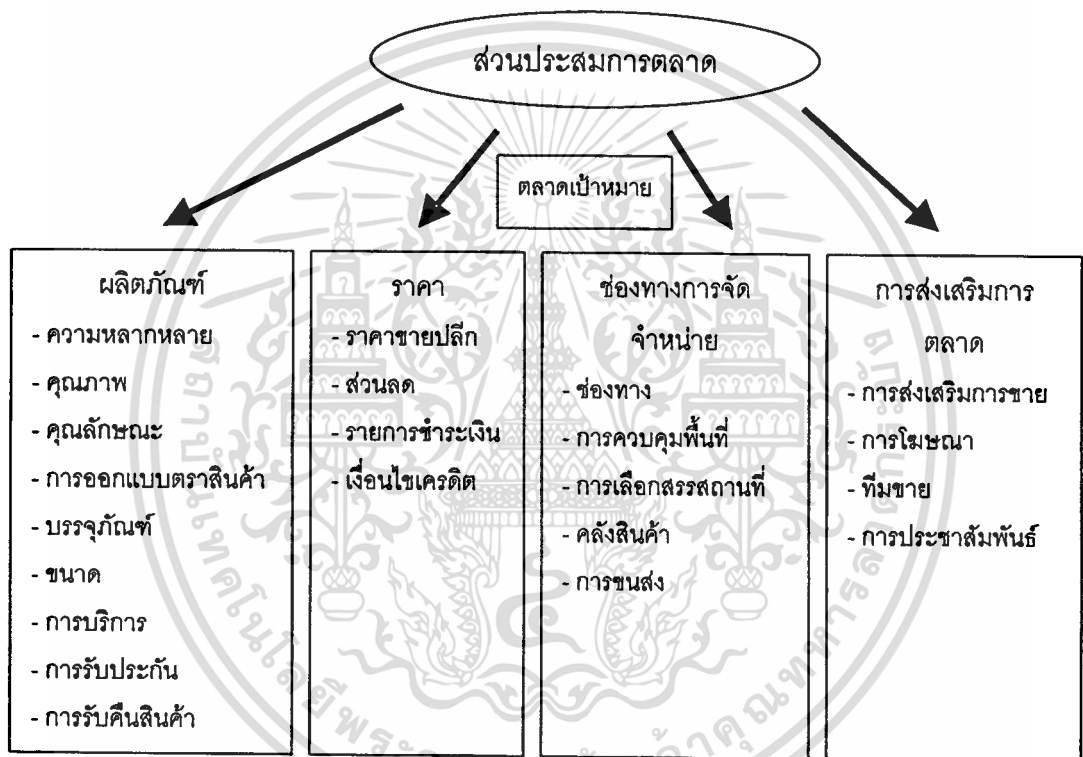 ส่วนประสมการตลาด
ตลาดเป้าหมาย
ผลิตภัณฑ์
- ความหลากหลาย
- คุณภาพ
- คุณลักษณะ
- การออกแบบตราสินค้า
- บรรจุภัณฑ์
- ขนาด
- การบริการ
- การรับประกัน
- การรับคืนสินค้า
ราคา
- ราคาขายปลีก
- ส่วนลด
- รายการชำระเงิน
- เงื่อนไขเครดิต
ช่องทางการจัด
จำหน่าย
- ช่องทาง
- การควบคุมพื้นที่
- การเลือกสรรสถานที่
- คลังสินค้า
- การขนส่ง
การส่งเสริมการ
ตลาด
- การส่งเสริมการขาย
- การโฆษณา
- ทีมขาย
- การประชาสัมพันธ์